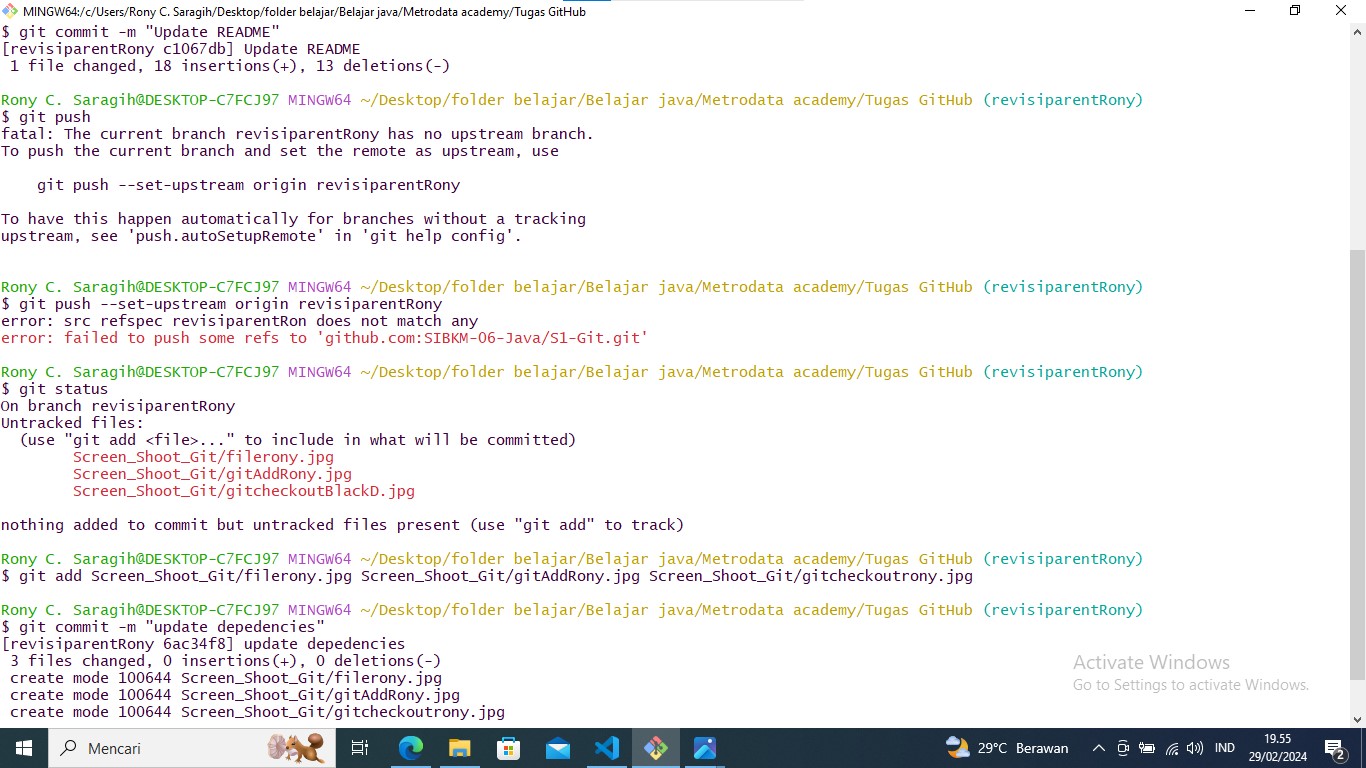 MINGW64:/c/Users/Rony C. Saragih/Desktop/folder belajar/Belajar java/Metrodata academy/Tugas GitHub
$ git commit -m "Update README"
[revisiparentRony c1067db] Update README
 1 file changed, 18 insertions(+), 13 deletions(-)
Rony C. Saragih@DESKTOP-C7FCJ97 MINGW64 ~/Desktop/folder belajar/Belajar java/Metrodata academy/Tugas GitHub (revisiparentRony)
$ git push
fatal: The current branch revisiparentRony has no upstream branch.
To push the current branch and set the remote as upstream, use
    git push --set-upstream origin revisiparentRony
To have this happen automatically for branches without a tracking
upstream, see 'push.autoSetupRemote' in 'git help config'.
Rony C. Saragih@DESKTOP-C7FCJ97 MINGW64 ~/Desktop/folder belajar/Belajar java/Metrodata academy/Tugas GitHub (revisiparentRony)
$ git push --set-upstream origin revisiparentRony
error: src refspec revisiparentRon does not match any
error: failed to push some refs to 'github.com:SIBKM-06-Java/S1-Git.git'
Rony C. Saragih@DESKTOP-C7FCJ97 MINGW64 ~/Desktop/folder belajar/Belajar java/Metrodata academy/Tugas GitHub (revisiparentRony)
$ git status
On branch revisiparentRony
Untracked files:
  (use "git add <file>..." to include in what will be committed)
        Screen_Shoot_Git/filerony.jpg
        Screen_Shoot_Git/gitAddRony.jpg
        Screen_Shoot_Git/gitcheckoutBlackD.jpg
nothing added to commit but untracked files present (use "git add" to track)
Rony C. Saragih@DESKTOP-C7FCJ97 MINGW64 ~/Desktop/folder belajar/Belajar java/Metrodata academy/Tugas GitHub (revisiparentRony)
$ git add Screen_Shoot_Git/filerony.jpg Screen_Shoot_Git/gitAddRony.jpg Screen_Shoot_Git/gitcheckoutrony.jpg
Rony C. Saragih@DESKTOP-C7FCJ97 MINGW64 ~/Desktop/folder belajar/Belajar java/Metrodata academy/Tugas GitHub (revisiparentRony)
$ git commit -m "update depedencies"
[revisiparentRony 6ac34f8] update depedencies
 3 files changed, 0 insertions(+), 0 deletions(-)
 create mode 100644 Screen_Shoot_Git/filerony.jpg
 create mode 100644 Screen_Shoot_Git/gitAddRony.jpg
 create mode 100644 Screen_Shoot_Git/gitcheckoutrony.jpg
Activate Windows
Go to Settings to activate Windows.
Mencari
29°C Berawan
IND
19.55
29/02/2024
2